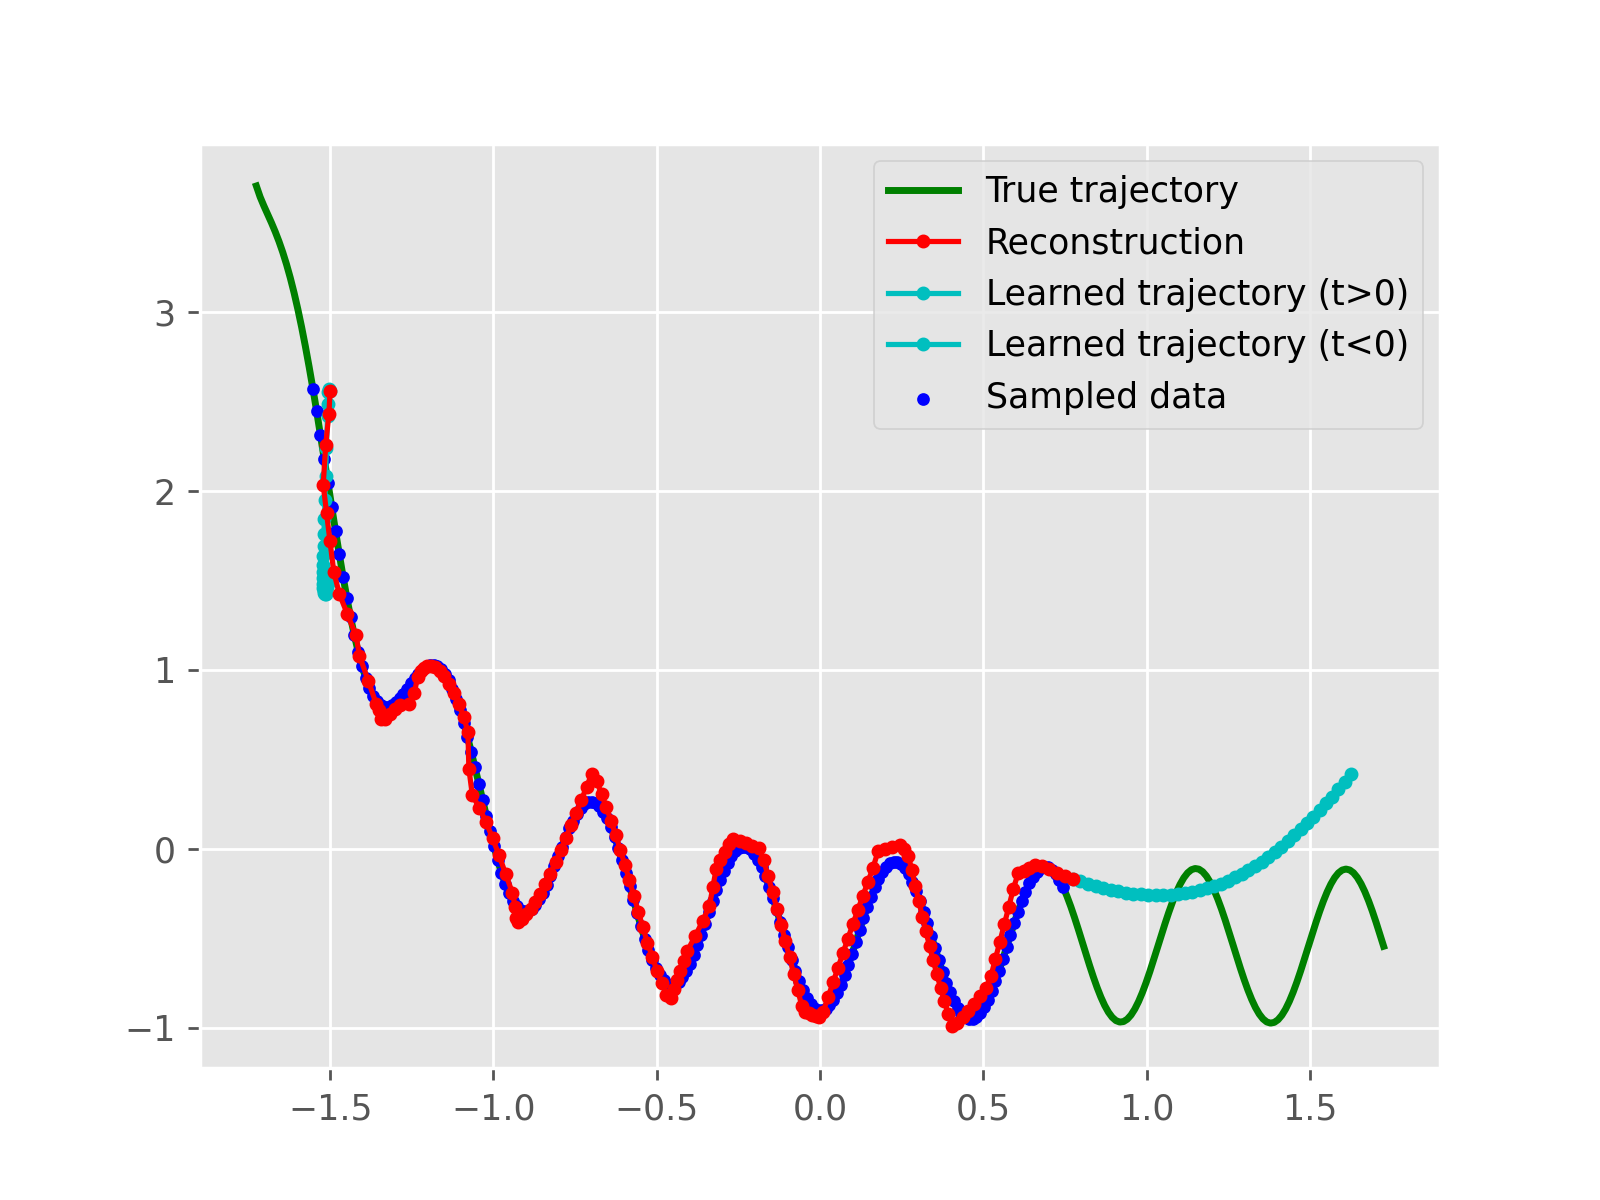 True trajectory
Reconstruction
Learned trajectory (t>0)
Learned trajectory (t<0)
Sampled data
3
2
1
0
−1
−1.5 −1.0 −0.5 0.0 0.5 1.0 1.5